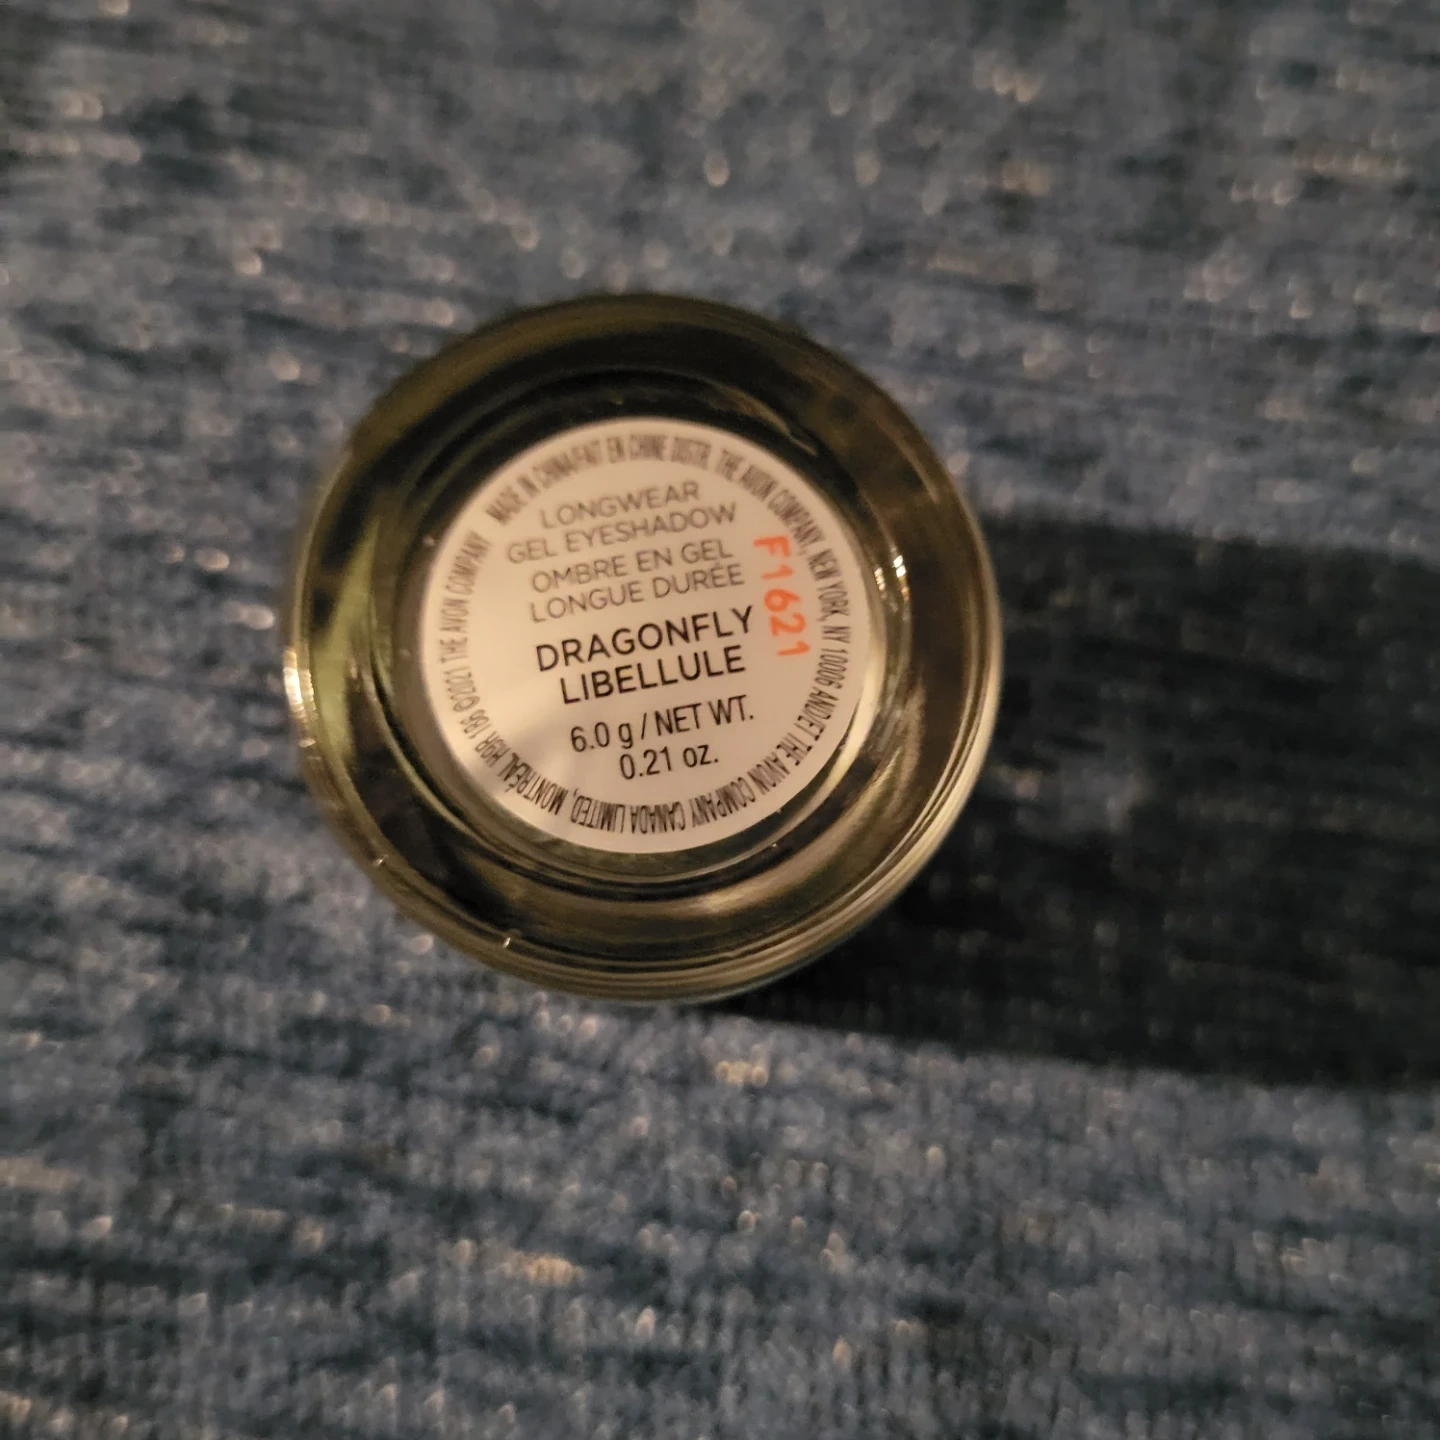 LONGWEAR
GEL EYESHADOW
OMBRE EN GEL
LONGUE DURÉE
DRAGONFLY
LIBELLULE
6.0 g / NET WT.
0.21 oz.
F1621
MADE IN CHINA/FAIT EN CHINE DISTR. THE AVON COMPANY, NEW YORK, NY 10006 AND/ET THE AVON COMPANY CANADA LIMITED, MONTRÉAL H9R 1B6 ©2021 THE AVON COMPANY